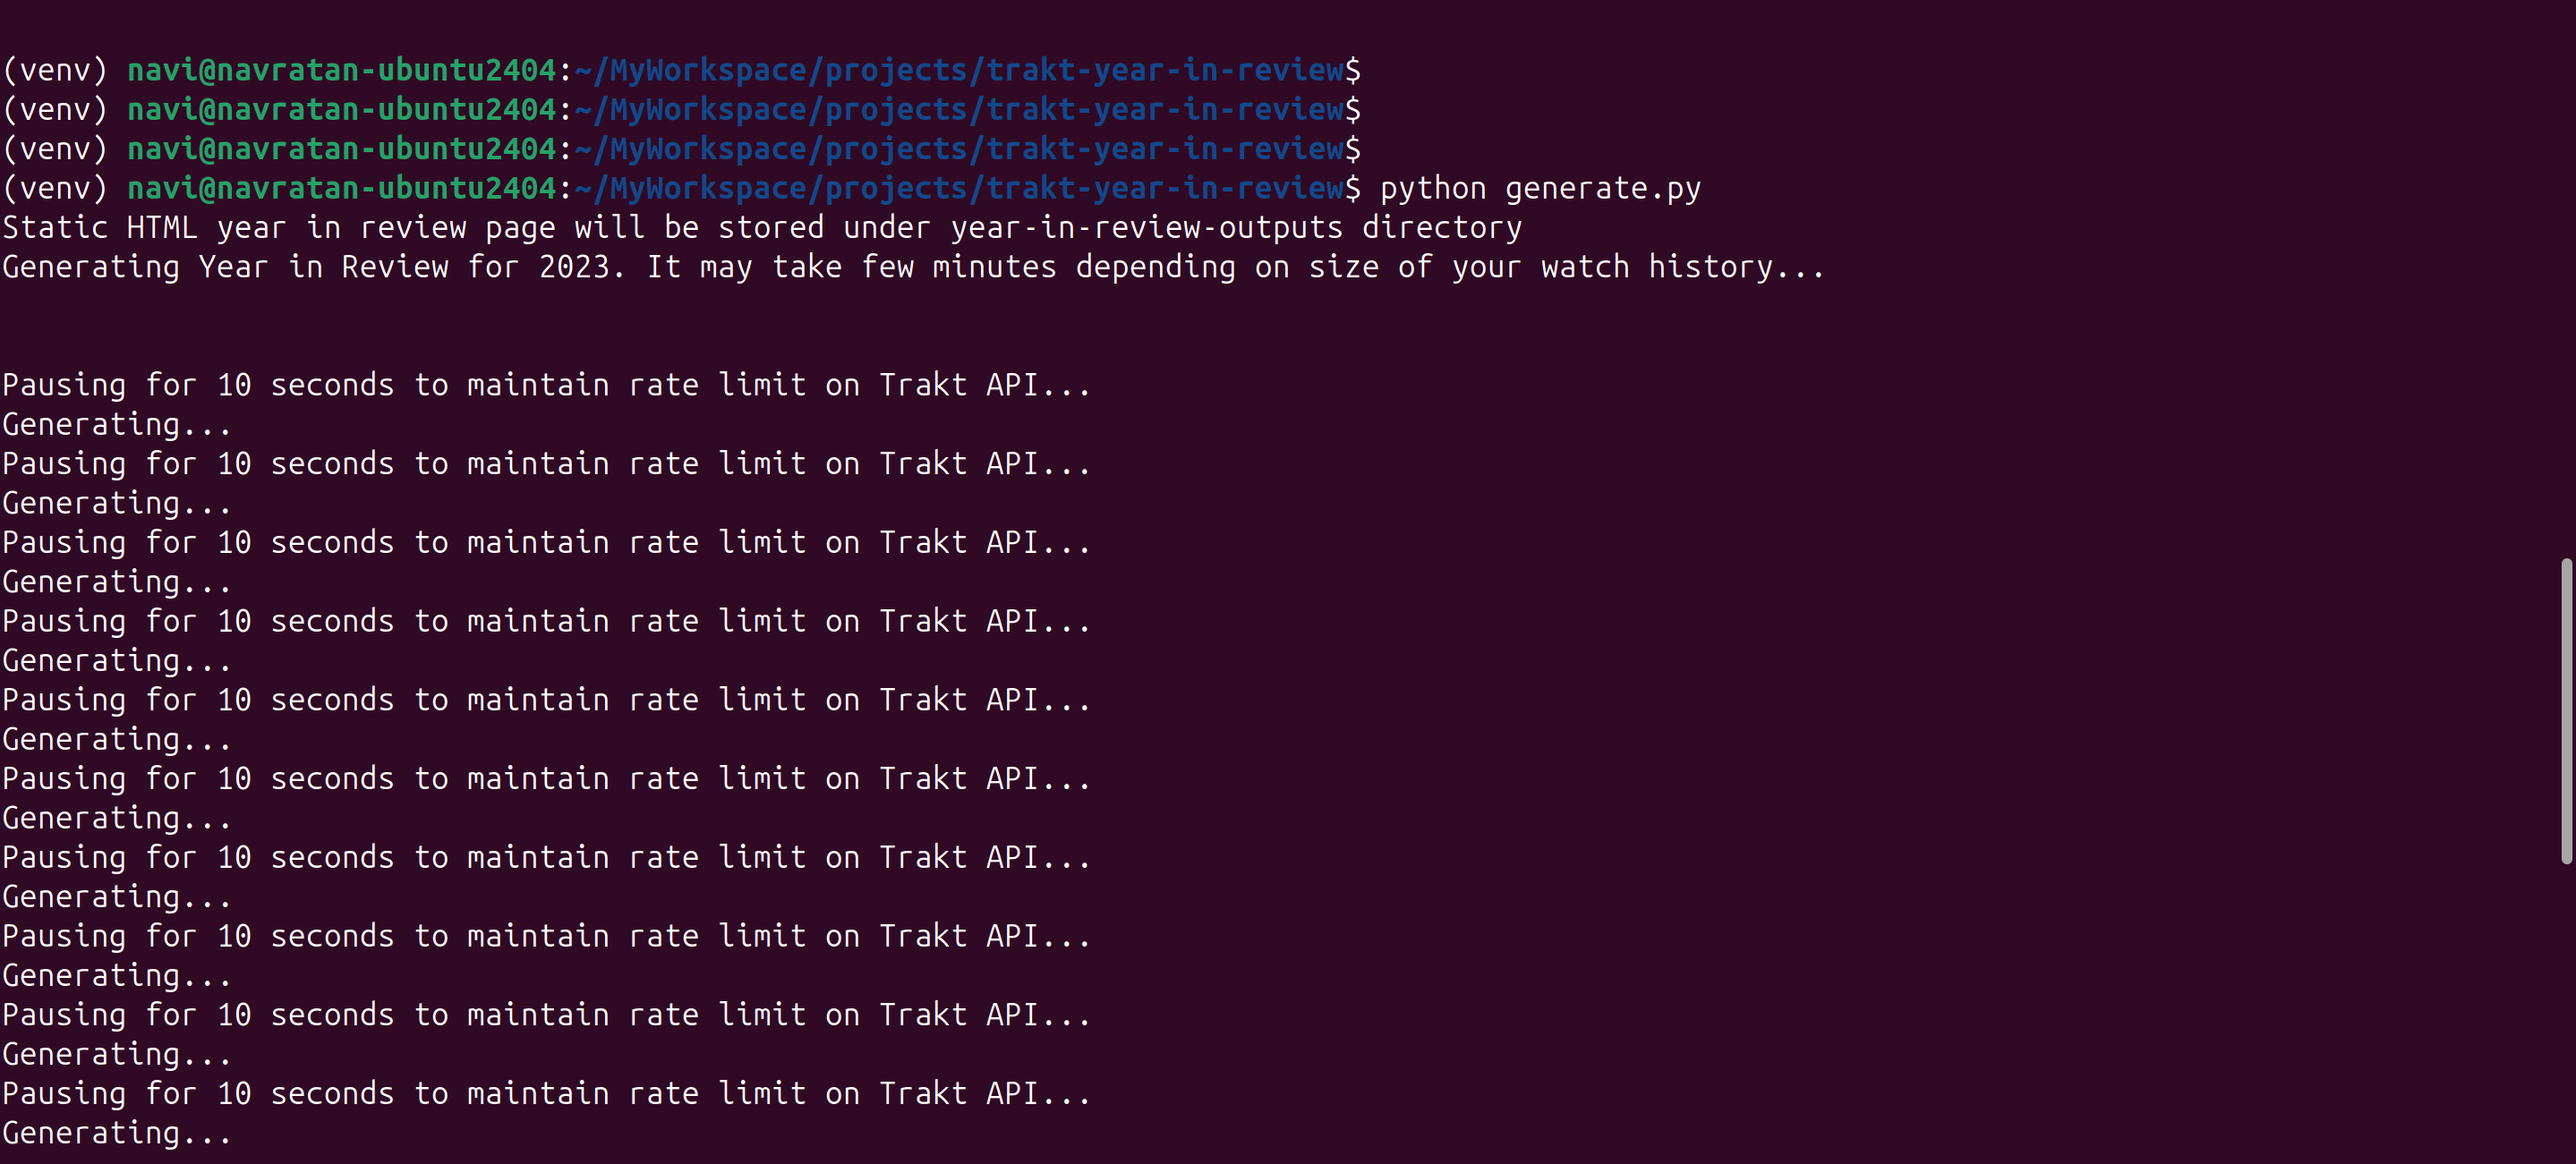 (venv) navi@navratan-ubuntu2404:~/MyWorkspace/projects/trakt-year-in-review$
(venv) navi@navratan-ubuntu2404:~/MyWorkspace/projects/trakt-year-in-review$
(venv) navi@navratan-ubuntu2404:~/MyWorkspace/projects/trakt-year-in-review$
(venv) navi@navratan-ubuntu2404:~/MyWorkspace/projects/trakt-year-in-review$ python generate.py
Static HTML year in review page will be stored under year-in-review-outputs directory
Generating Year in Review for 2023. It may take few minutes depending on size of your watch history...
Pausing for 10 seconds to maintain rate limit on Trakt API...
Generating...
Pausing for 10 seconds to maintain rate limit on Trakt API...
Generating...
Pausing for 10 seconds to maintain rate limit on Trakt API...
Generating...
Pausing for 10 seconds to maintain rate limit on Trakt API...
Generating...
Pausing for 10 seconds to maintain rate limit on Trakt API...
Generating...
Pausing for 10 seconds to maintain rate limit on Trakt API...
Generating...
Pausing for 10 seconds to maintain rate limit on Trakt API...
Generating...
Pausing for 10 seconds to maintain rate limit on Trakt API...
Generating...
Pausing for 10 seconds to maintain rate limit on Trakt API...
Generating...
Pausing for 10 seconds to maintain rate limit on Trakt API...
Generating...